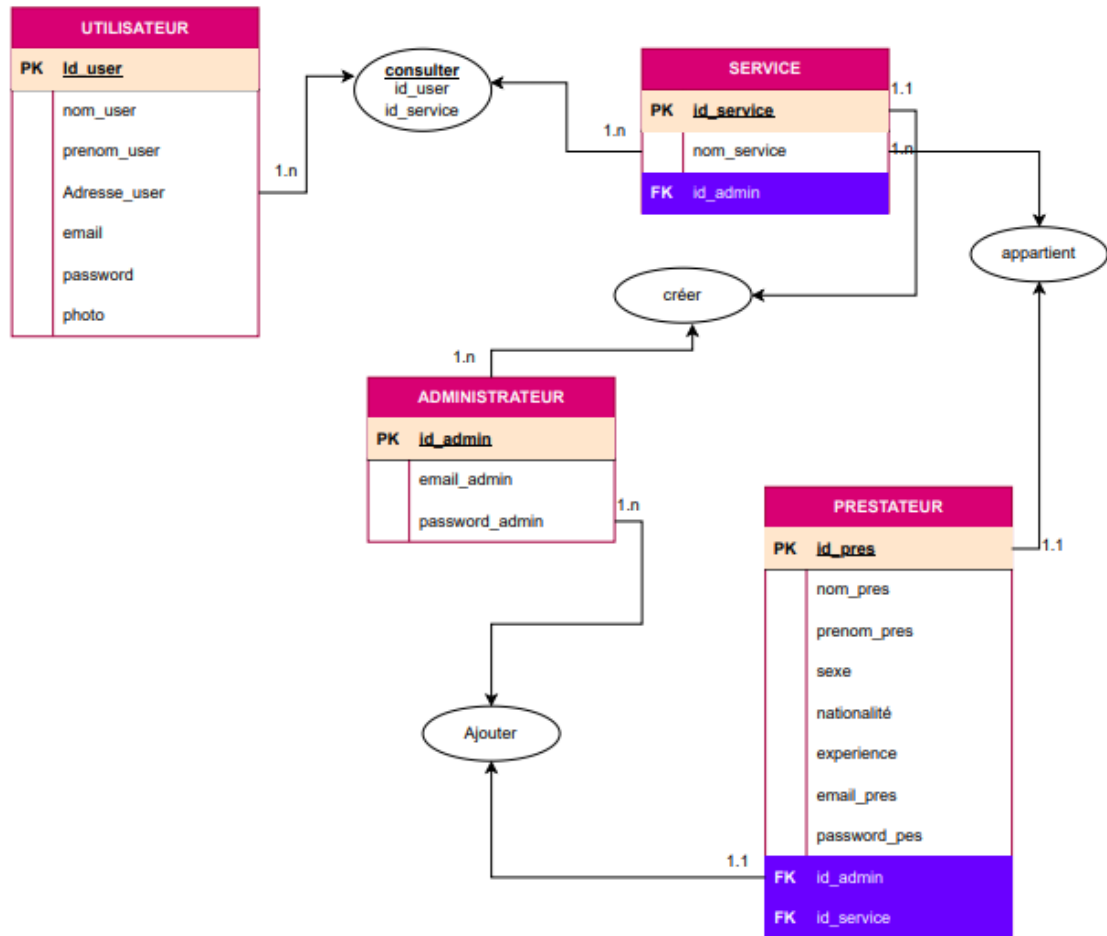 UTILISATEUR
PK Id_user
nom_user
prenom_user
Adresse_user
email
password
photo
1.n
consulter
id_user
id_service
1.n
SERVICE
PK id_service
nom_service
FK id_admin
1.1
1.n
appartient
créer
1.n
ADMINISTRATEUR
PK id_admin
email_admin
password_admin
1.n
PRESTATEUR
PK id_pres
nom_pres
prenom_pres
sexe
nationalité
experience
email_pres
password_pes
FK id_admin
FK id_service
1.1
Ajouter
1.1